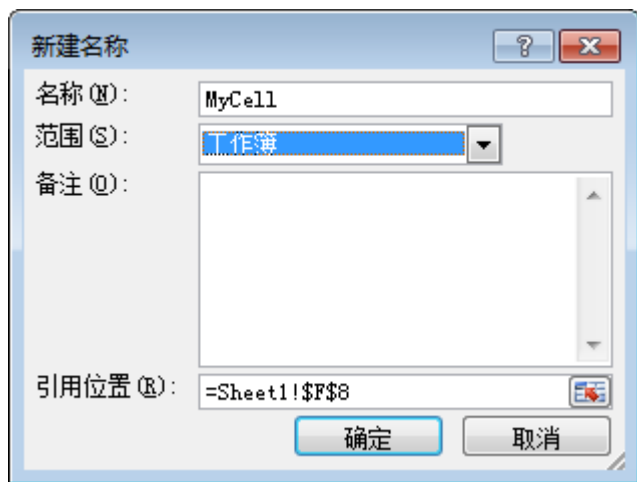 新建名称
名称(N): MyCell
范围(S): 工作簿
备注(O):
引用位置(R): =Sheet1!$F$8
确定 取消